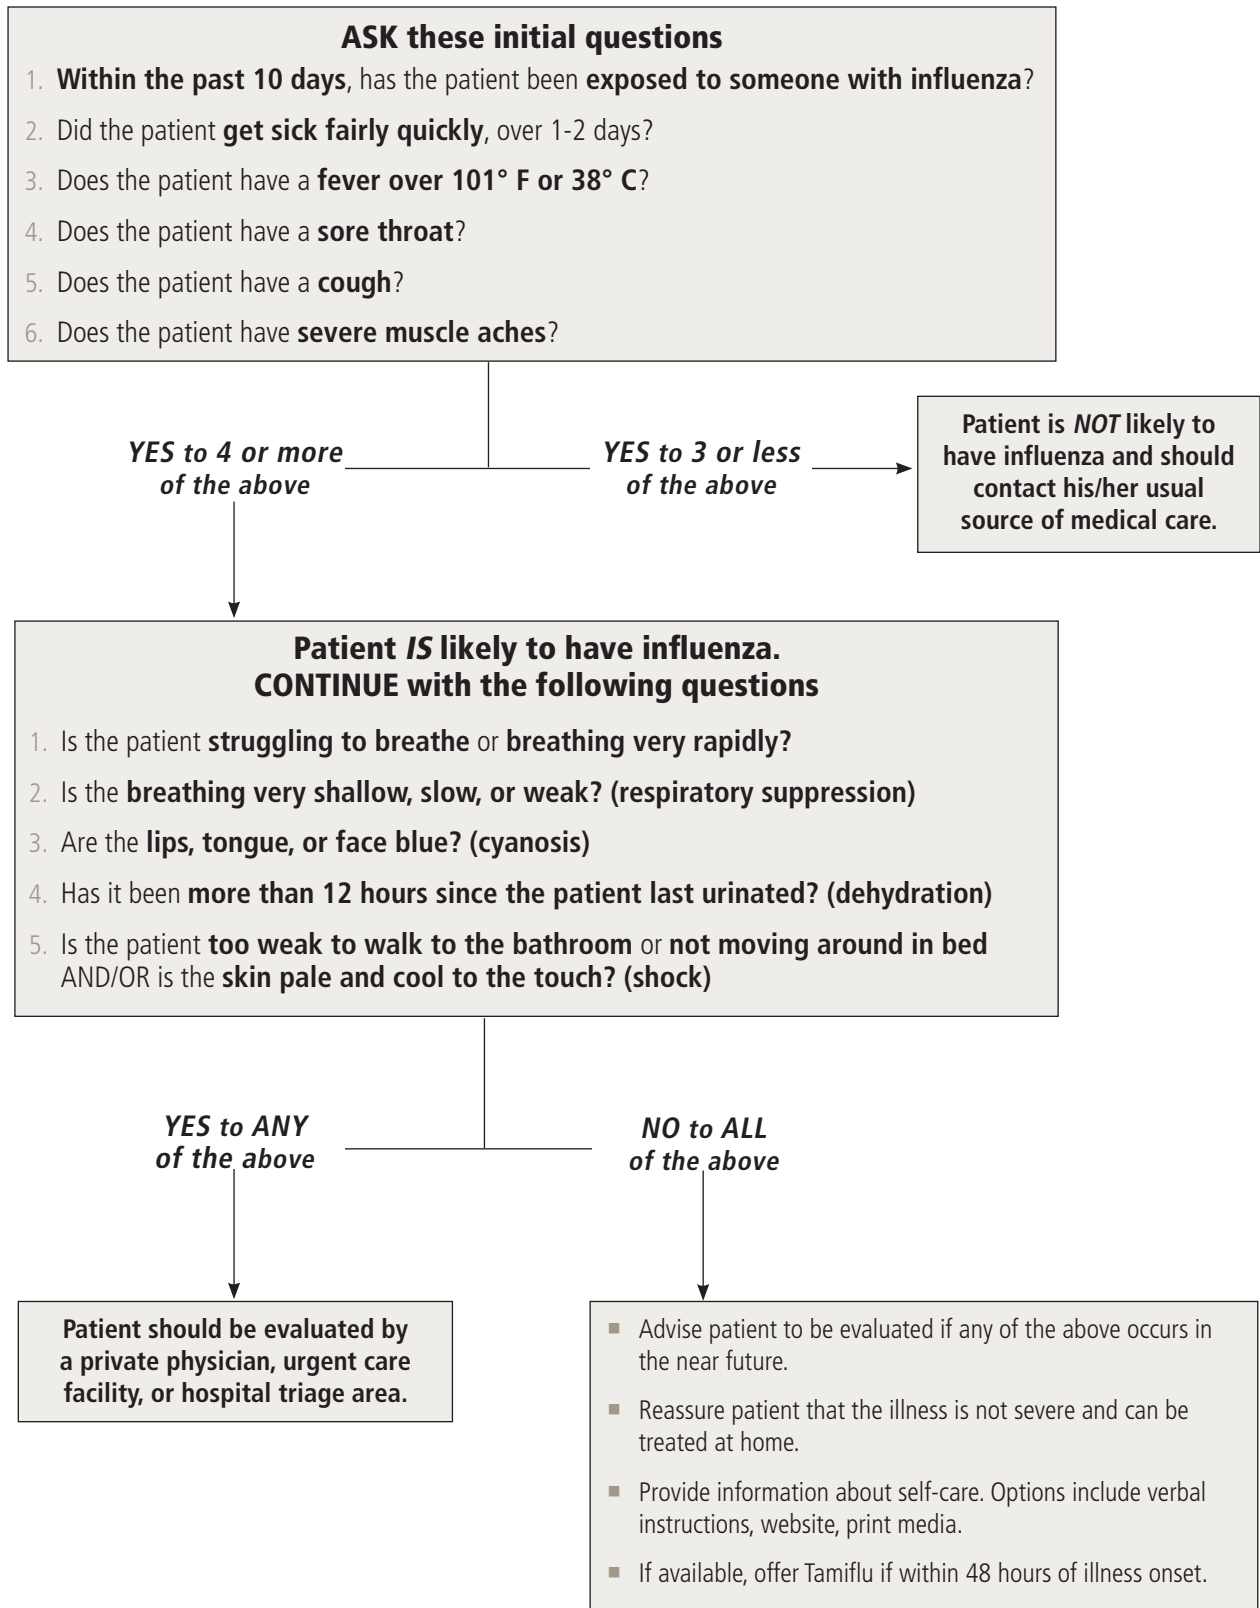 ASK these initial questions
1. Within the past 10 days, has the patient been exposed to someone with influenza?
2. Did the patient get sick fairly quickly, over 1-2 days?
3. Does the patient have a fever over 101° F or 38° C?
4. Does the patient have a sore throat?
5. Does the patient have a cough?
6. Does the patient have severe muscle aches?
YES to 4 or more
of the above
YES to 3 or less
of the above
Patient is NOT likely to
have influenza and should
contact his/her usual
source of medical care.
Patient IS likely to have influenza.
CONTINUE with the following questions
1. Is the patient struggling to breathe or breathing very rapidly?
2. Is the breathing very shallow, slow, or weak? (respiratory suppression)
3. Are the lips, tongue, or face blue? (cyanosis)
4. Has it been more than 12 hours since the patient last urinated? (dehydration)
5. Is the patient too weak to walk to the bathroom or not moving around in bed
AND/OR is the skin pale and cool to the touch? (shock)
YES to ANY
of the above
NO to ALL
of the above
Patient should be evaluated by
a private physician, urgent care
facility, or hospital triage area.
■ Advise patient to be evaluated if any of the above occurs in
the near future.
■ Reassure patient that the illness is not severe and can be
treated at home.
■ Provide information about self-care. Options include verbal
instructions, website, print media.
■ If available, offer Tamiflu if within 48 hours of illness onset.